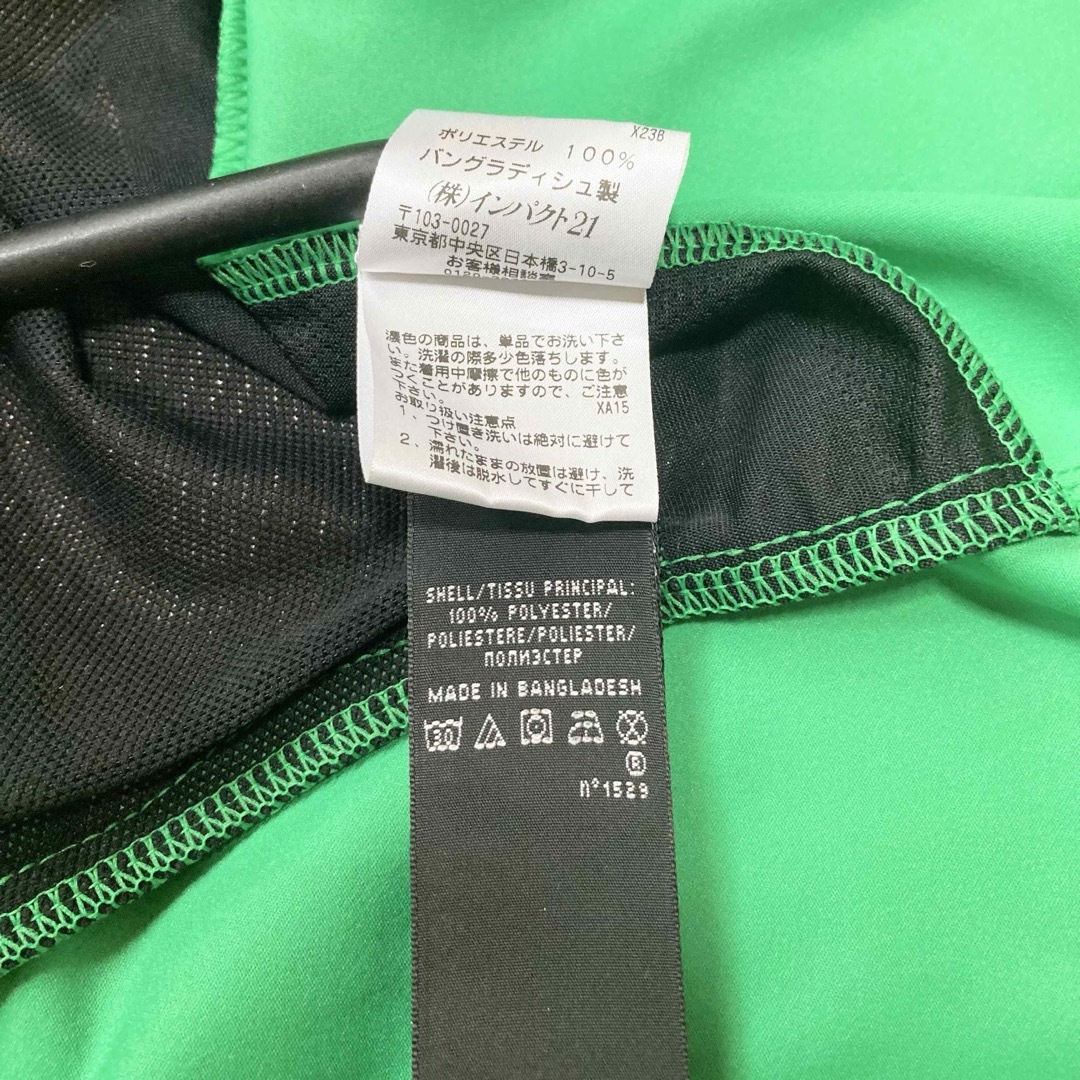 X23B
ポリエステル 100%
バングラディシュ製
(株)インパクト21
〒103-0027
東京都中央区日本橋3-10-5
お客様相談室
濃色の商品は、単品でお洗い下さ
い。洗濯の際多少色落ちします。
また着用中摩擦で他のものに色が
つくことがありますので、ご注意
下さい。
XA15
お取り扱い注意点
1、つけ置き洗いは絶対に避けて
下さい。
2、濡れたままの放置は避け、洗
濯後は脱水してすぐに干して
SHELL/TISSU PRINCIPAL:
100% POLYESTER/
POLIESTERE/POLIESTER/
ПОЛИЭСТЕР
MADE IN BANGLADESH
30
R
n°1529